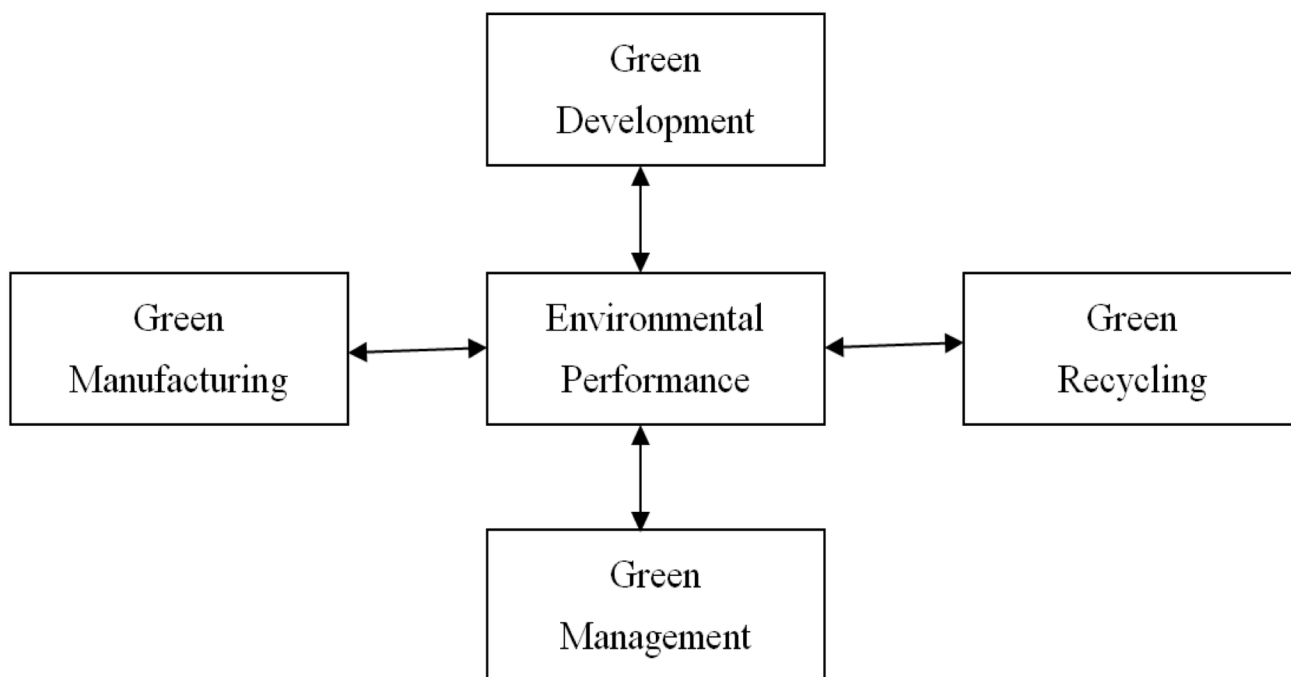 Green
Development
Green
Manufacturing
Environmental
Performance
Green
Recycling
Green
Management